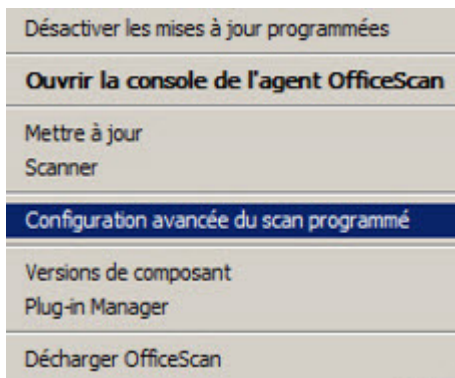 Désactiver les mises à jour programmées
Ouvrir la console de l'agent OfficeScan
Mettre à jour
Scanner
Configuration avancée du scan programmé
Versions de composant
Plug-in Manager
Décharger OfficeScan